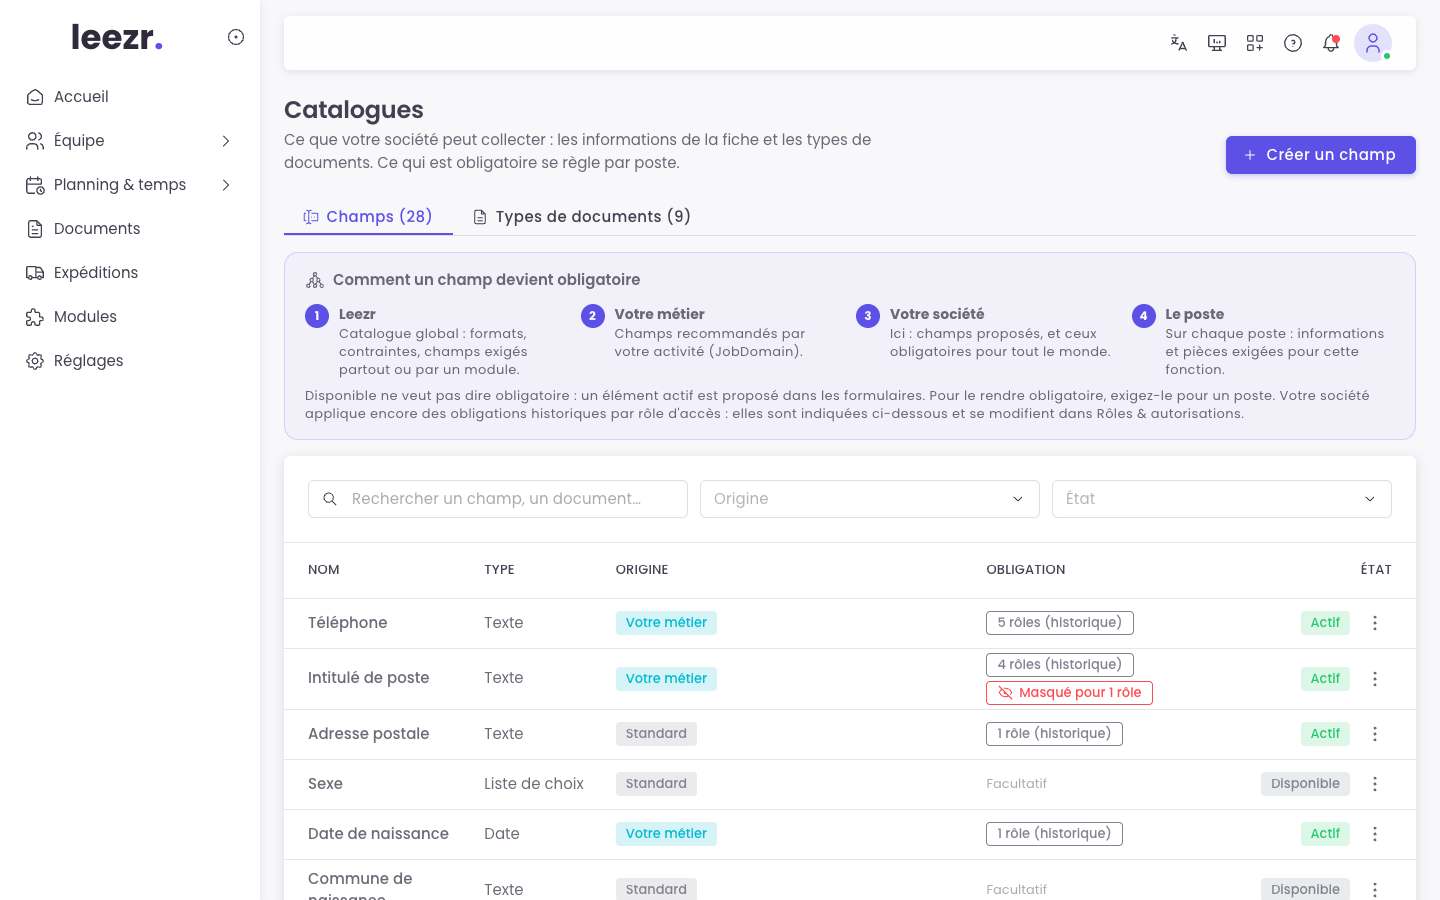 leezr.
Accueil
Équipe
Planning & temps
Documents
Expéditions
Modules
Réglages
Catalogues
Ce que votre société peut collecter : les informations de la fiche et les types de
documents. Ce qui est obligatoire se règle par poste.
Créer un champ
Champs (28)
Types de documents (9)
Comment un champ devient obligatoire
1 Leezr
Catalogue global : formats,
contraintes, champs exigés
partout ou par un module.
2 Votre métier
Champs recommandés par
votre activité (JobDomain).
3 Votre société
Ici : champs proposés, et ceux
obligatoires pour tout le monde.
4 Le poste
Sur chaque poste : informations
et pièces exigées pour cette
fonction.
Disponible ne veut pas dire obligatoire : un élément actif est proposé dans les formulaires. Pour le rendre obligatoire, exigez-le pour un poste. Votre société
applique encore des obligations historiques par rôle d'accès : elles sont indiquées ci-dessous et se modifient dans Rôles & autorisations.
Rechercher un champ, un document…
Origine
État
NOM TYPE ORIGINE OBLIGATION ÉTAT
Téléphone Texte Votre métier 5 rôles (historique) Actif
Intitulé de poste Texte Votre métier 4 rôles (historique) Actif
Masqué pour 1 rôle
Adresse postale Texte Standard 1 rôle (historique) Actif
Sexe Liste de choix Standard Facultatif Disponible
Date de naissance Date Votre métier 1 rôle (historique) Actif
Commune de
naissance Texte Standard Facultatif Disponible